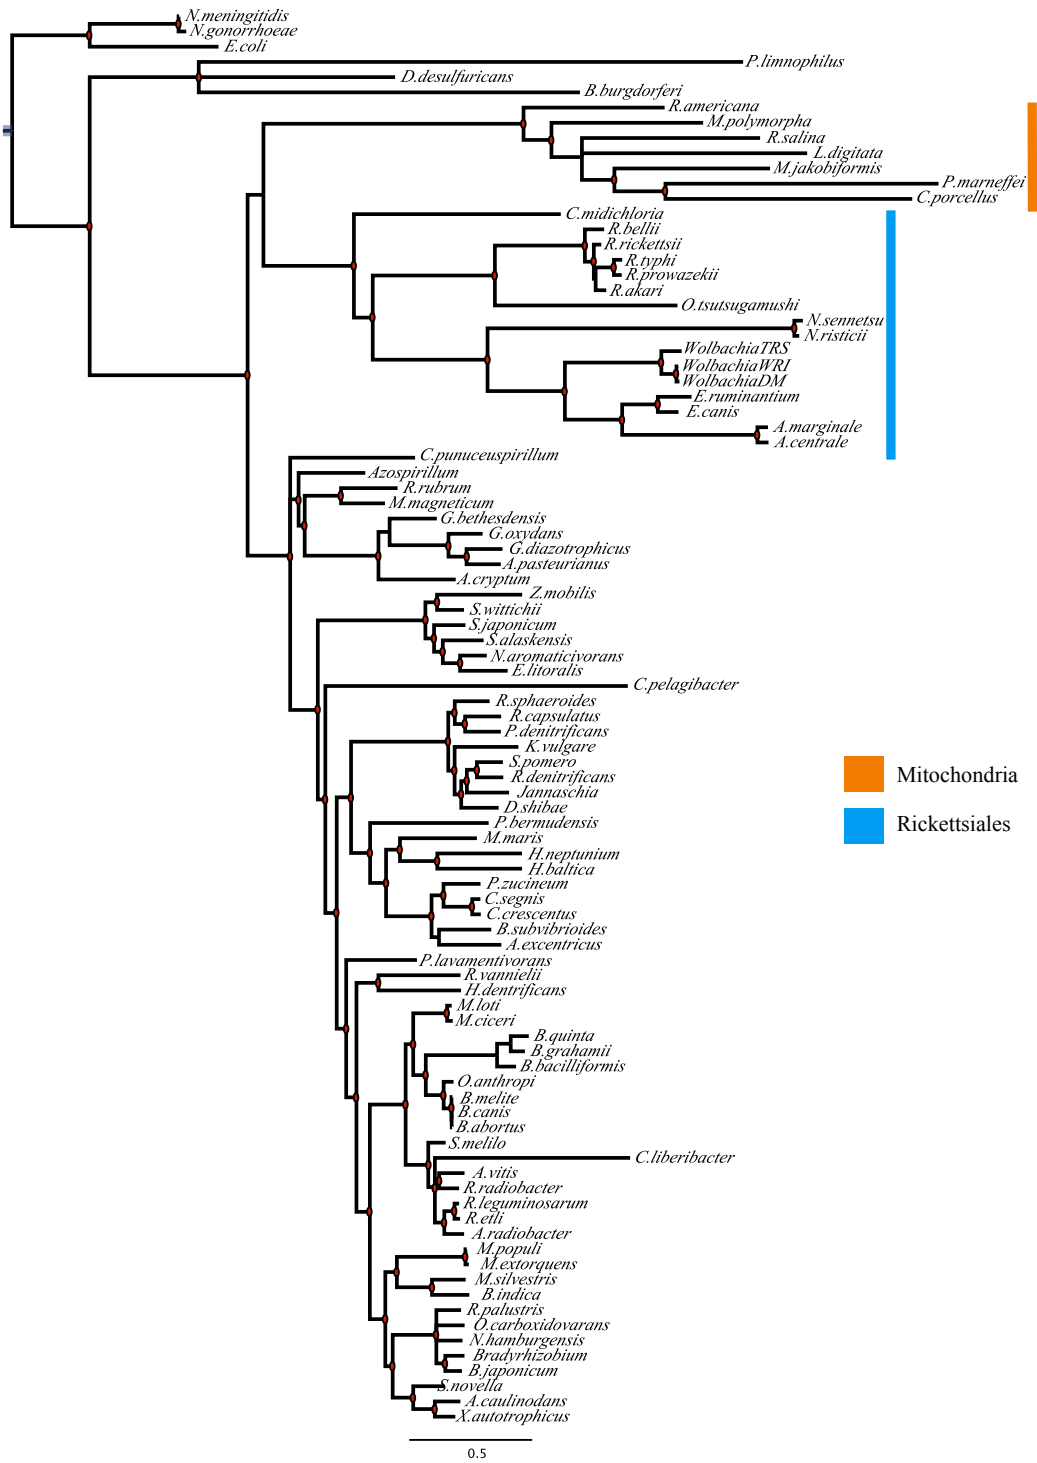 N.meningitidis
N.gonorrhoeae
E.coli
P.limnophilus
D.desulfuricans
B.burgdorferi
R.americana
M.polymorpha
R.salina
L.digitata
M.jakobiformis
P.marneffei
C.porcellus
C.midichloria
R.bellii
R.rickettsii
R.typhi
R.prowazekii
R.akari
O.tsutsugamushi
N.sennetsu
N.risticii
WolbachiaTRS
WolbachiaWRI
WolbachiaDM
E.ruminantium
E.canis
A.marginale
A.centrale
C.punuceuspirillum
Azospirillum
R.rubrum
M.magneticum
G.bethesdensis
G.oxydans
G.diazotrophicus
A.pasteurianus
A.cryptum
Z.mobilis
S.wittichii
S.japonicum
S.alaskensis
N.aromaticivorans
E.litoralis
C.pelagibacter
R.sphaeroides
R.capsulatus
P.denitrificans
K.vulgare
S.pomero
R.denitrificans
Jannaschia
D.shibae
Mitochondria
Rickettsiales
P.bermudensis
M.maris
H.neptunium
H.baltica
P.zucineum
C.segnis
C.crescentus
B.subvibrioides
A.excentricus
P.lavamentivorans
R.vannielii
H.dentrificans
M.loti
M.ciceri
B.quinta
B.grahamii
B.bacilliformis
O.anthropi
B.melite
B.canis
B.abortus
S.melilo
C.liberibacter
A.vitis
R.radiobacter
R.leguminosarum
R.etli
A.radiobacter
M.populi
M.extorquens
M.silvestris
B.indica
R.palustris
O.carboxidovarans
N.hamburgensis
Bradyrhizobium
B.japonicum
S.novella
A.caulinodans
X.autotrophicus
0.5